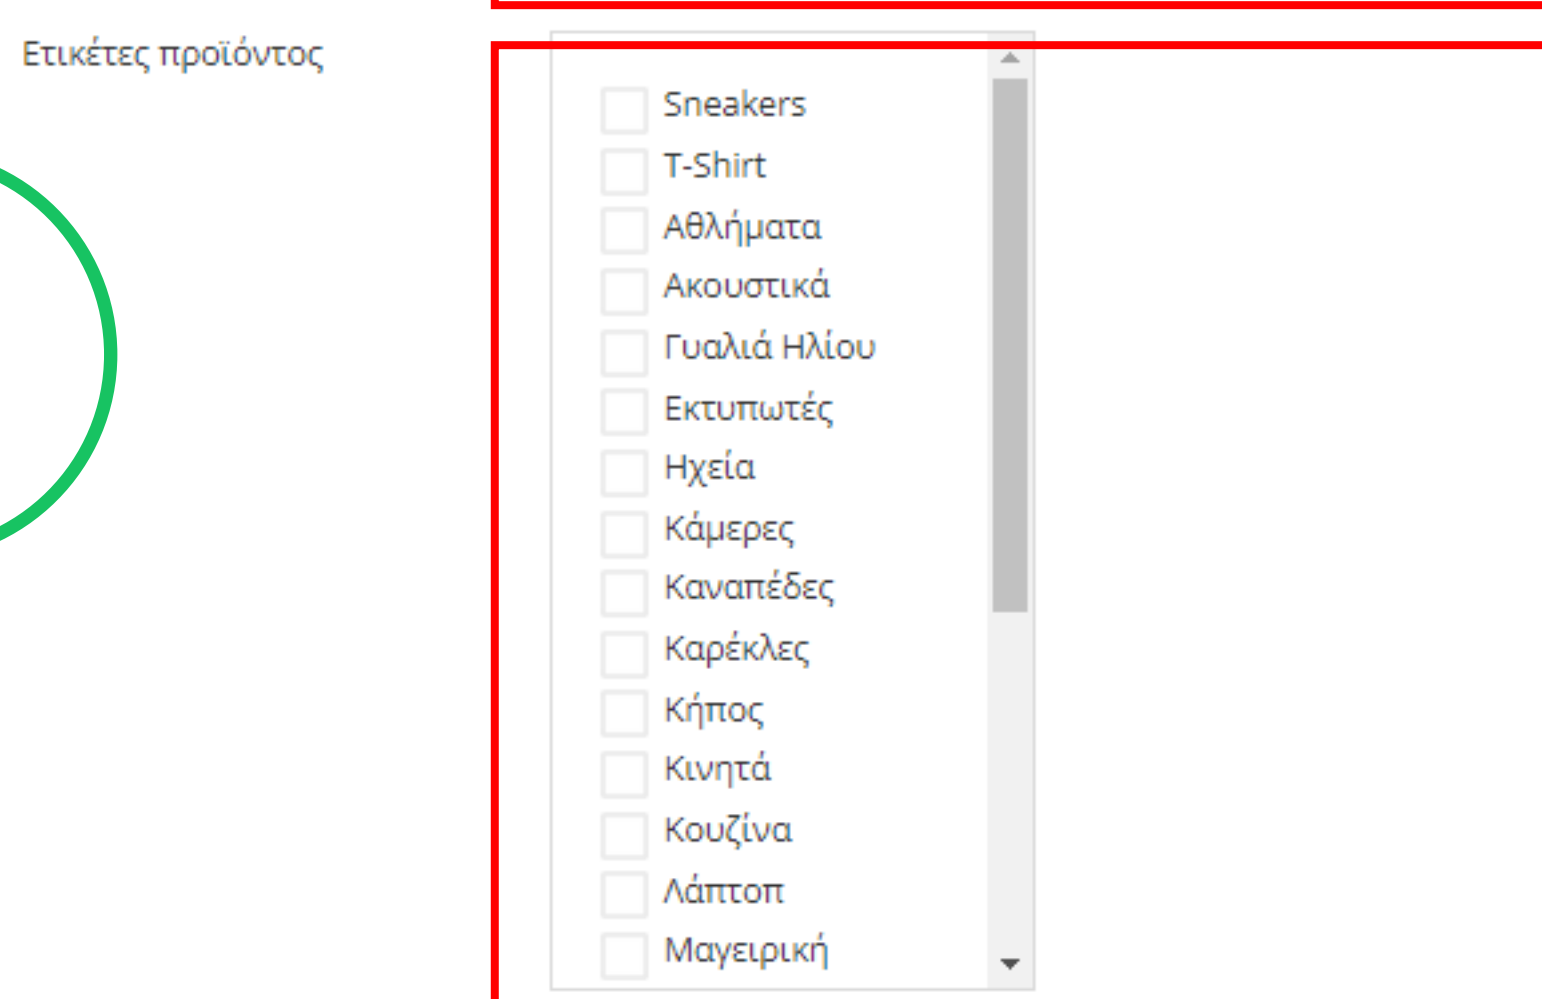 Ετικέτες προϊόντος
Sneakers
T-Shirt
Αθλήματα
Ακουστικά
Γυαλιά Ηλίου
Εκτυπωτές
Ηχεία
Κάμερες
Καναπέδες
Καρέκλες
Κήπος
Κινητά
Κουζίνα
Λάπτοπ
Μαγειρική